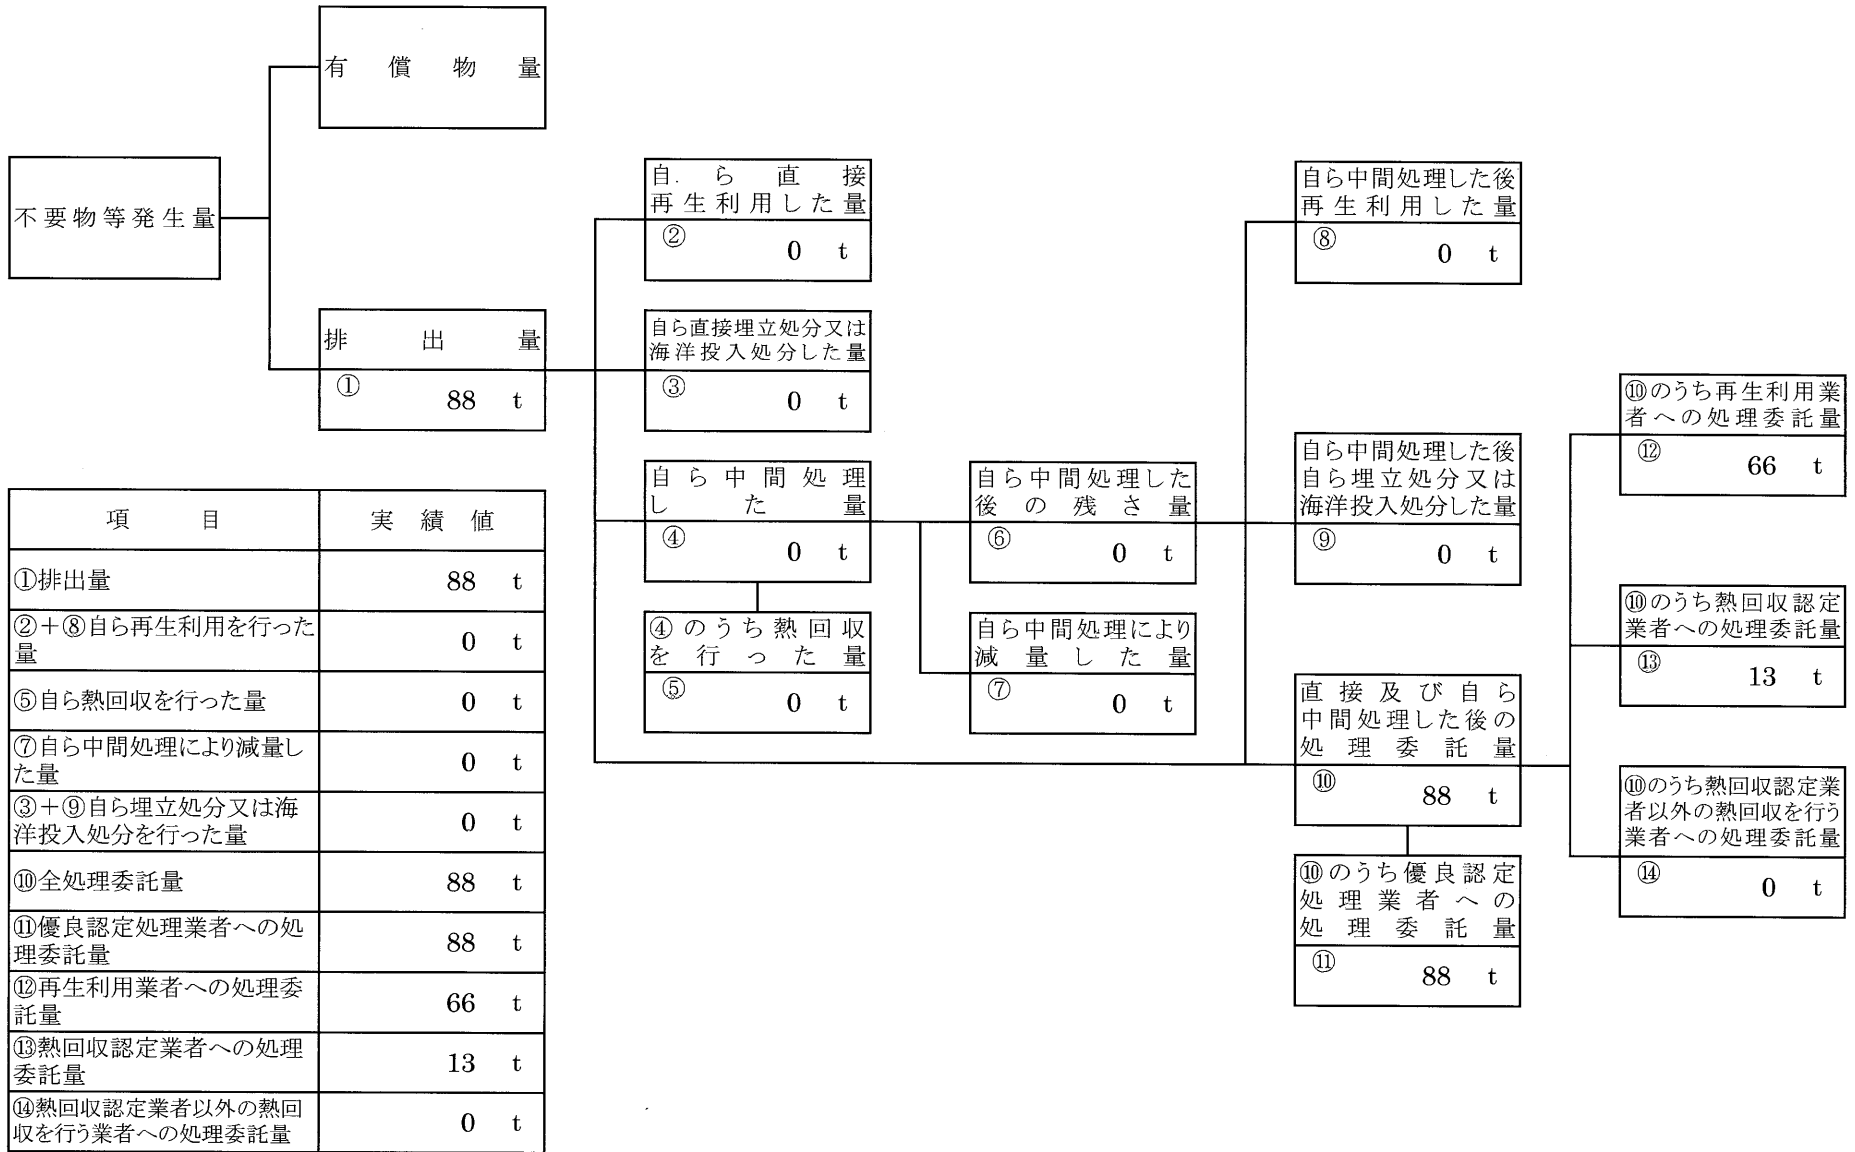 有償物量
不要物等発生量
排出量
① 88 t
自ら直接
再生利用した量
② 0 t
自ら直接埋立処分又は
海洋投入処分した量
③ 0 t
自ら中間処理
した量
④ 0 t
④のうち熱回収
を行った量
⑤ 0 t
自ら中間処理した
後の残さ量
⑥ 0 t
自ら中間処理により
減量した量
⑦ 0 t
自ら中間処理した後
再生利用した量
⑧ 0 t
自ら中間処理した後
自ら埋立処分又は
海洋投入処分した量
⑨ 0 t
直接及び自ら
中間処理した後の
処理委託量
⑩ 88 t
⑩のうち優良認定
処理業者への
処理委託量
⑪ 88 t
⑩のうち再生利用業
者への処理委託量
⑫ 66 t
⑩のうち熱回収認定
業者への処理委託量
⑬ 13 t
⑩のうち熱回収認定業
者以外の熱回収を行う
業者への処理委託量
⑭ 0 t
項目 実績値
①排出量 88 t
②+⑧自ら再生利用を行った
量 0 t
⑤自ら熱回収を行った量 0 t
⑦自ら中間処理により減量し
た量 0 t
③+⑨自ら埋立処分又は海
洋投入処分を行った量 0 t
⑩全処理委託量 88 t
⑪優良認定処理業者への処
理委託量 88 t
⑫再生利用業者への処理委
託量 66 t
⑬熱回収認定業者への処理
委託量 13 t
⑭熱回収認定業者以外の熱回
収を行う業者への処理委託量 0 t